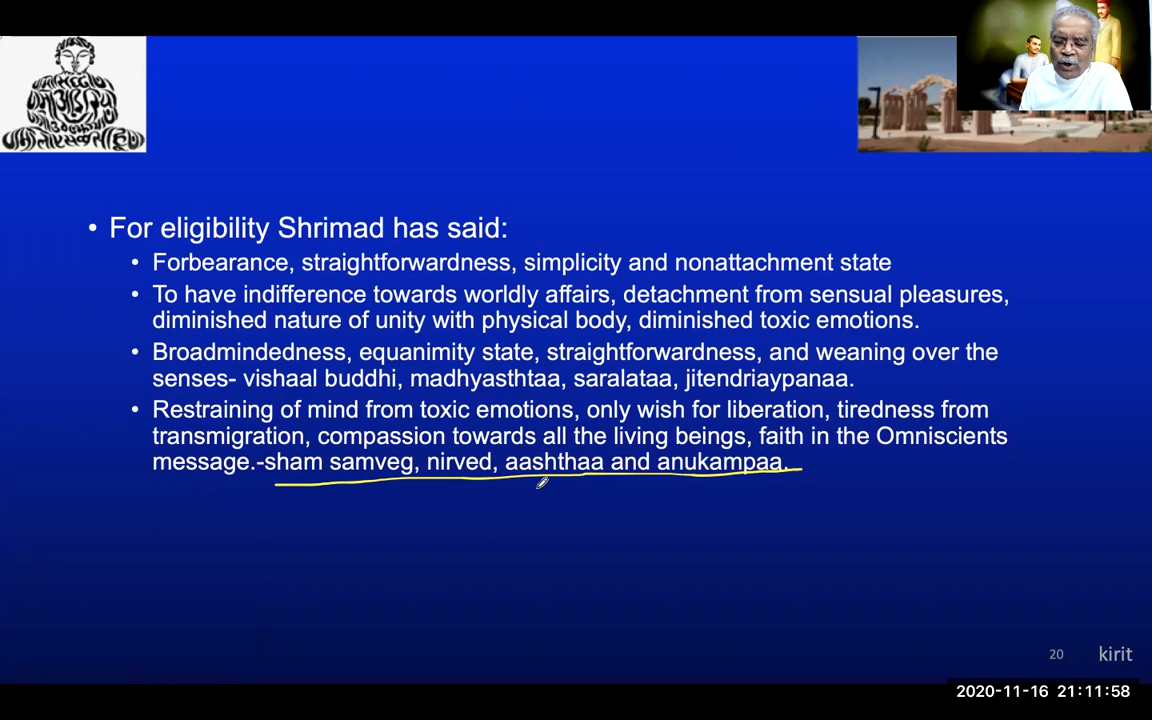 • For eligibility Shrimad has said:
• Forbearance, straightforwardness, simplicity and nonattachment state
• To have indifference towards worldly affairs, detachment from sensual pleasures,
diminished nature of unity with physical body, diminished toxic emotions.
• Broadmindedness, equanimity state, straightforwardness, and weaning over the
senses- vishaal buddhi, madhyasthtaa, saralataa, jitendriaypanaa.
• Restraining of mind from toxic emotions, only wish for liberation, tiredness from
transmigration, compassion towards all the living beings, faith in the Omniscients
message.-sham samveg, nirved, aashthaa and anukampaa.
20 kirit
2020-11-16 21:11:58